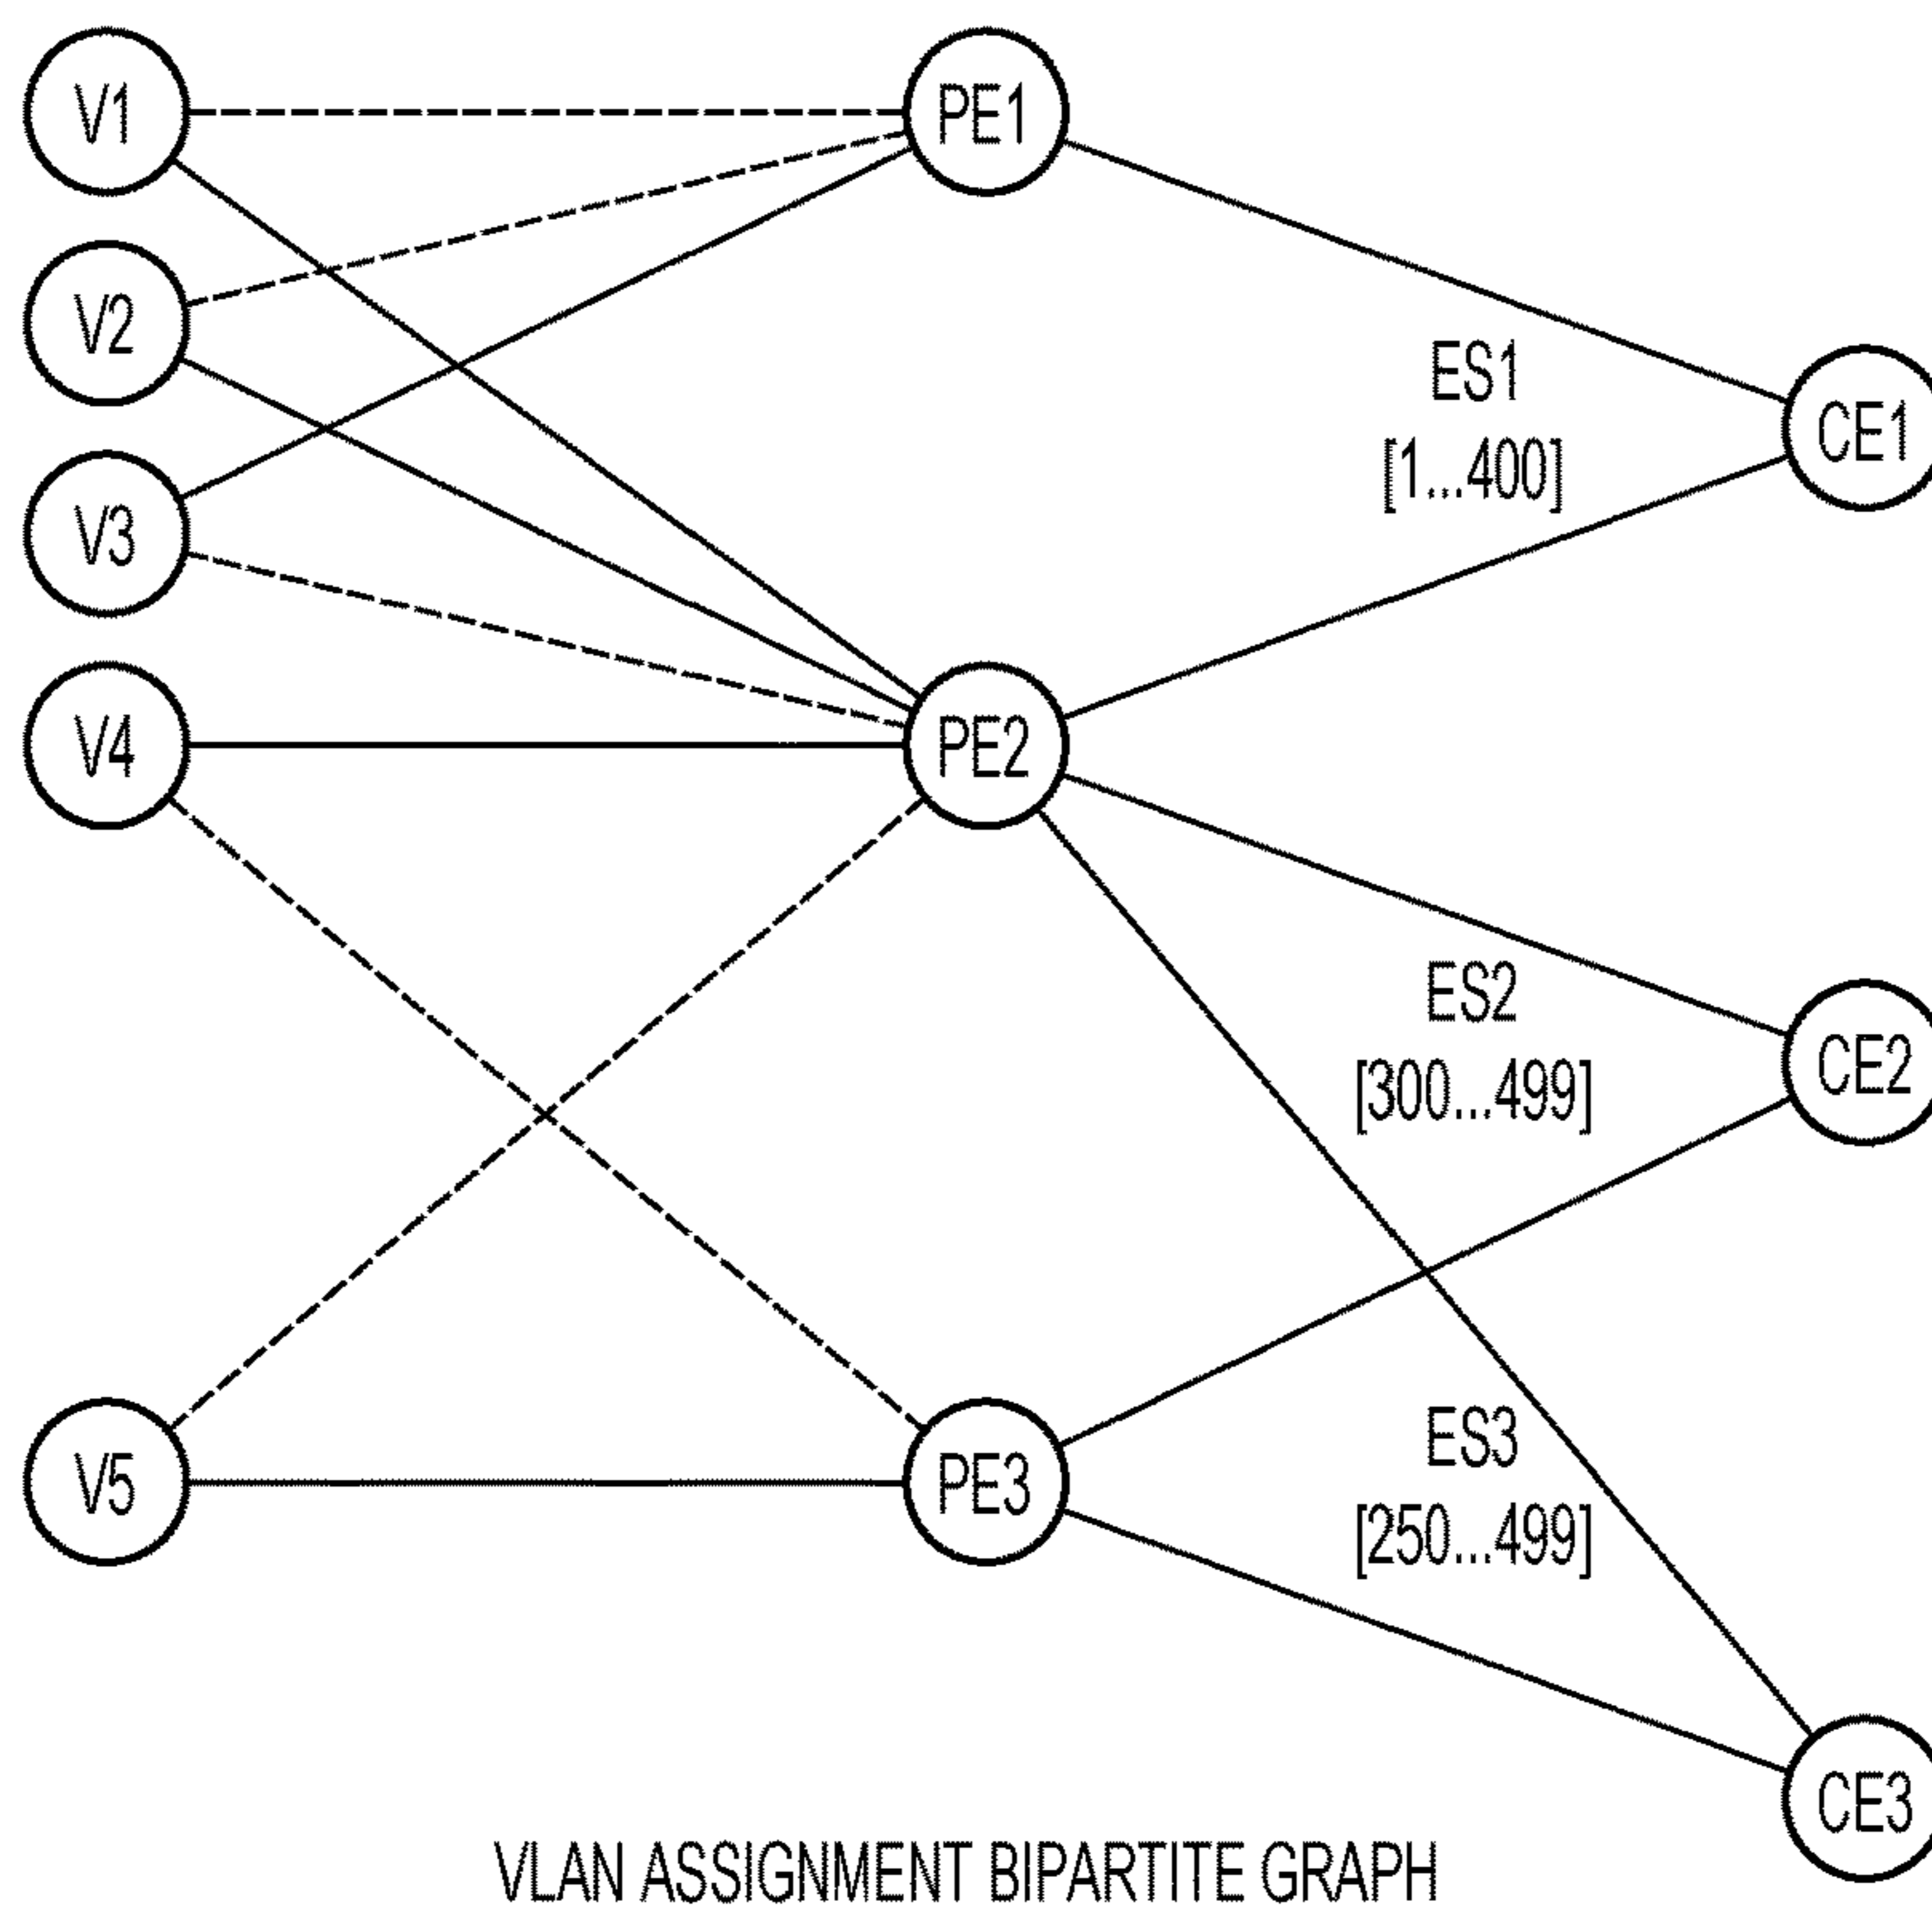 V1
PE1
V2
ES1
[1...400]
CE1
V3
V4
PE2
ES2
[300...499]
CE2
ES3
[250...499]
V5
PE3
CE3
VLAN ASSIGNMENT BIPARTITE GRAPH